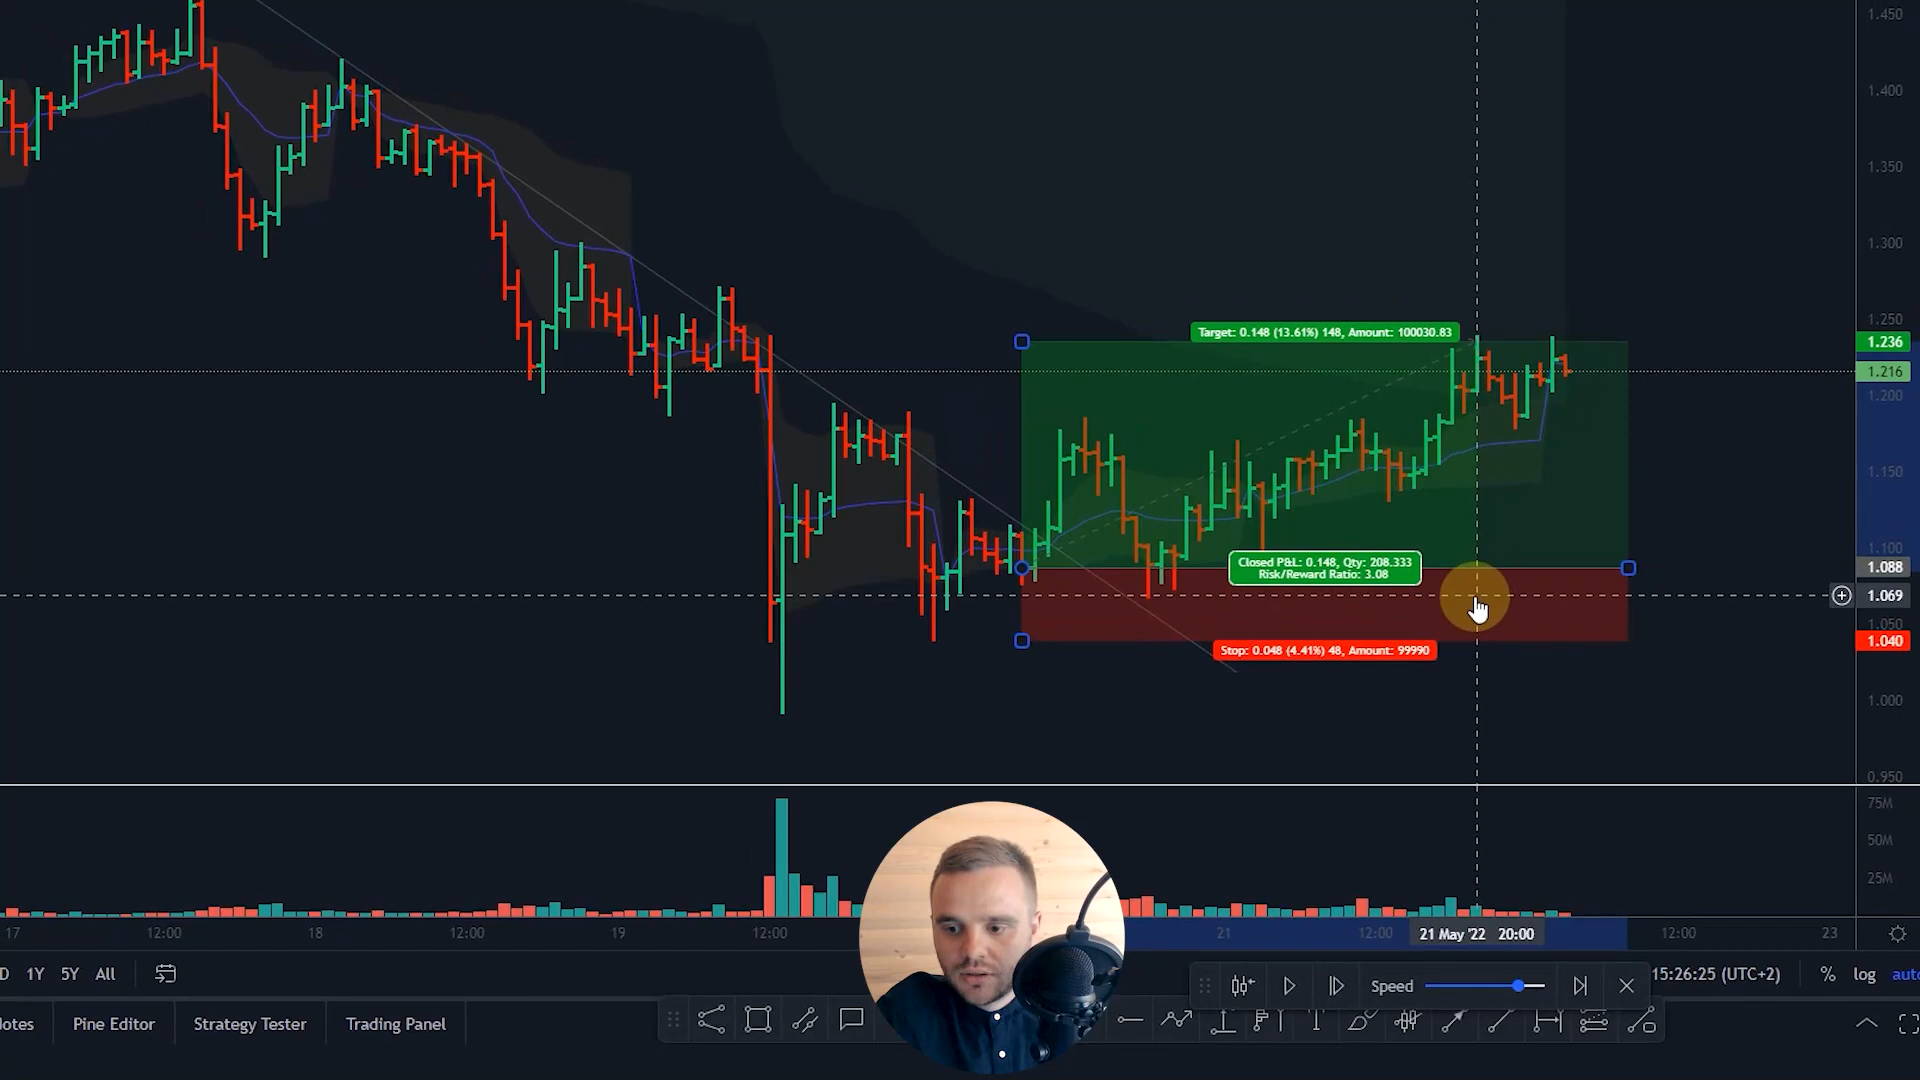 1.450
1.400
1.350
1.300
1.250
Target: 0.148 (13.61%) 148, Amount: 100030.83
1.236
1.216
1.200
1.150
1.100
Closed P&L: 0.148, Qty: 208.333
Risk/Reward Ratio: 3.08
1.088
1.069
1.050
1.040
Stop: 0.048 (4.41%) 48, Amount: 99990
1.000
0.950
75M
50M
25M
17 12:00 18 12:00 19 12:00 21 12:00 21 May '22 20:00 12:00 23
D 1Y 5Y All
Speed
15:26:25 (UTC+2) % log auto
lotes Pine Editor Strategy Tester Trading Panel